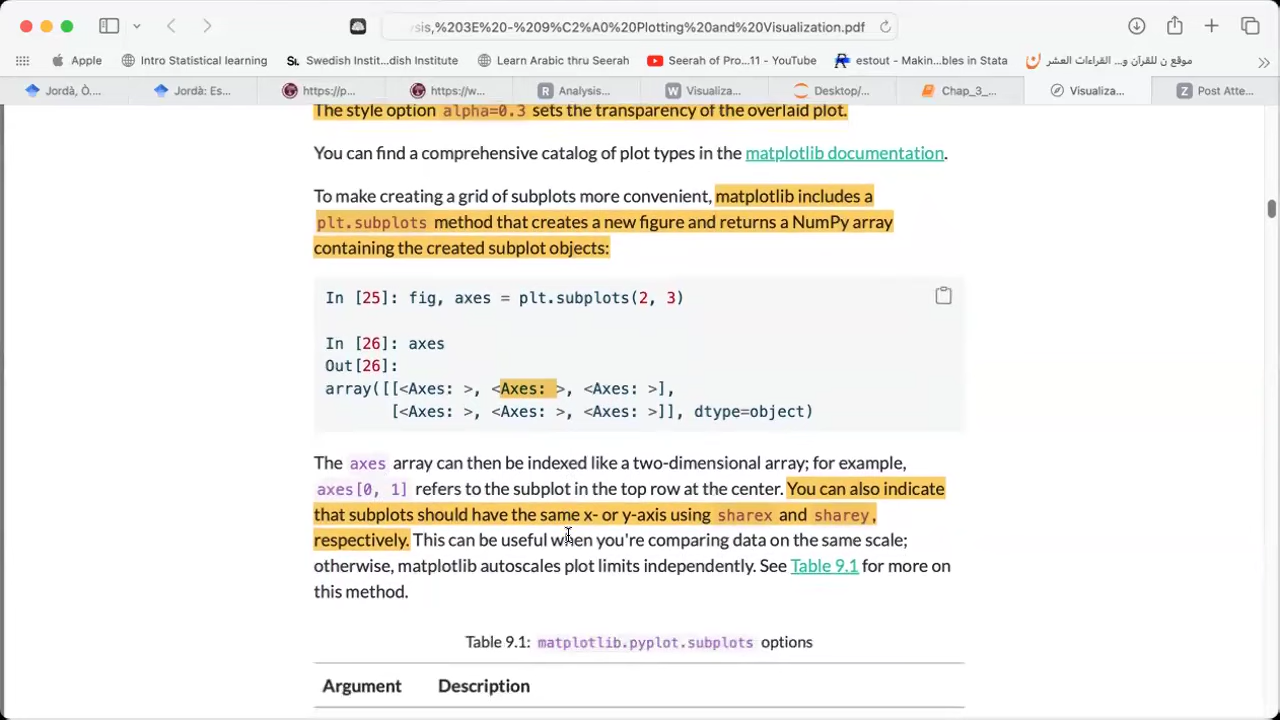 ysis,%203E%20-%209%C2%A0%20Plotting%20and%20Visualization.pdf
Apple
Intro Statistical learning
SL Swedish Instit...dish Institute
Learn Arabic thru Seerah
Seerah of Pro...11 - YouTube
estout - Makin...bles in Stata
موقع ن للقرآن و... القراءات العشر
Jordà, Ò....
Jordà: Es...
https://p...
https://w...
R Analysis...
W Visualiza...
Desktop/...
Chap_3_...
Visualiza...
Z Post Atte...
The style option alpha=0.3 sets the transparency of the overlaid plot.
You can find a comprehensive catalog of plot types in the matplotlib documentation.
To make creating a grid of subplots more convenient, matplotlib includes a
plt.subplots method that creates a new figure and returns a NumPy array
containing the created subplot objects:
In [25]: fig, axes = plt.subplots(2, 3)
In [26]: axes
Out[26]:
array([[<Axes: >, <Axes: >, <Axes: >],
[<Axes: >, <Axes: >, <Axes: >]], dtype=object)
The axes array can then be indexed like a two-dimensional array; for example,
axes[0, 1] refers to the subplot in the top row at the center. You can also indicate
that subplots should have the same x- or y-axis using sharex and sharey,
respectively. This can be useful when you're comparing data on the same scale;
otherwise, matplotlib autoscales plot limits independently. See Table 9.1 for more on
this method.
Table 9.1: matplotlib.pyplot.subplots options
Argument Description